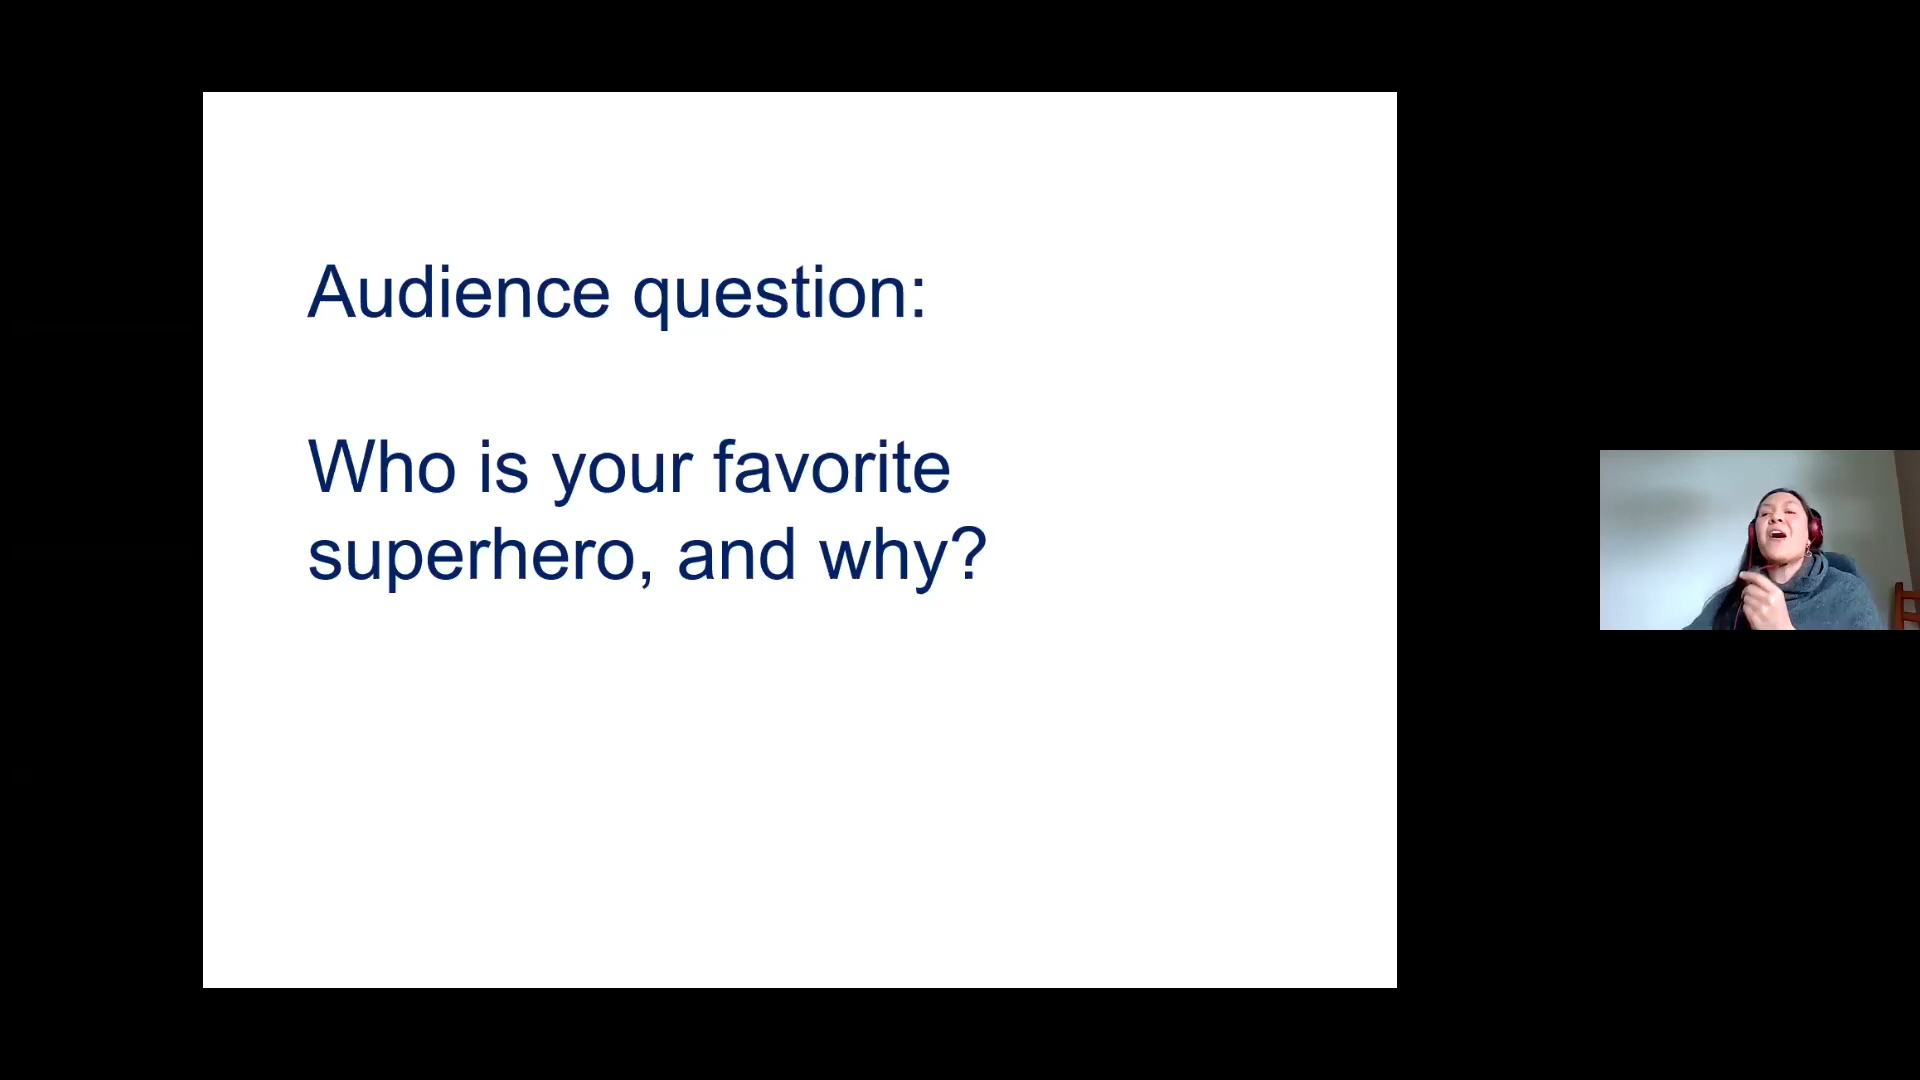 Audience question:
Who is your favorite
superhero, and why?